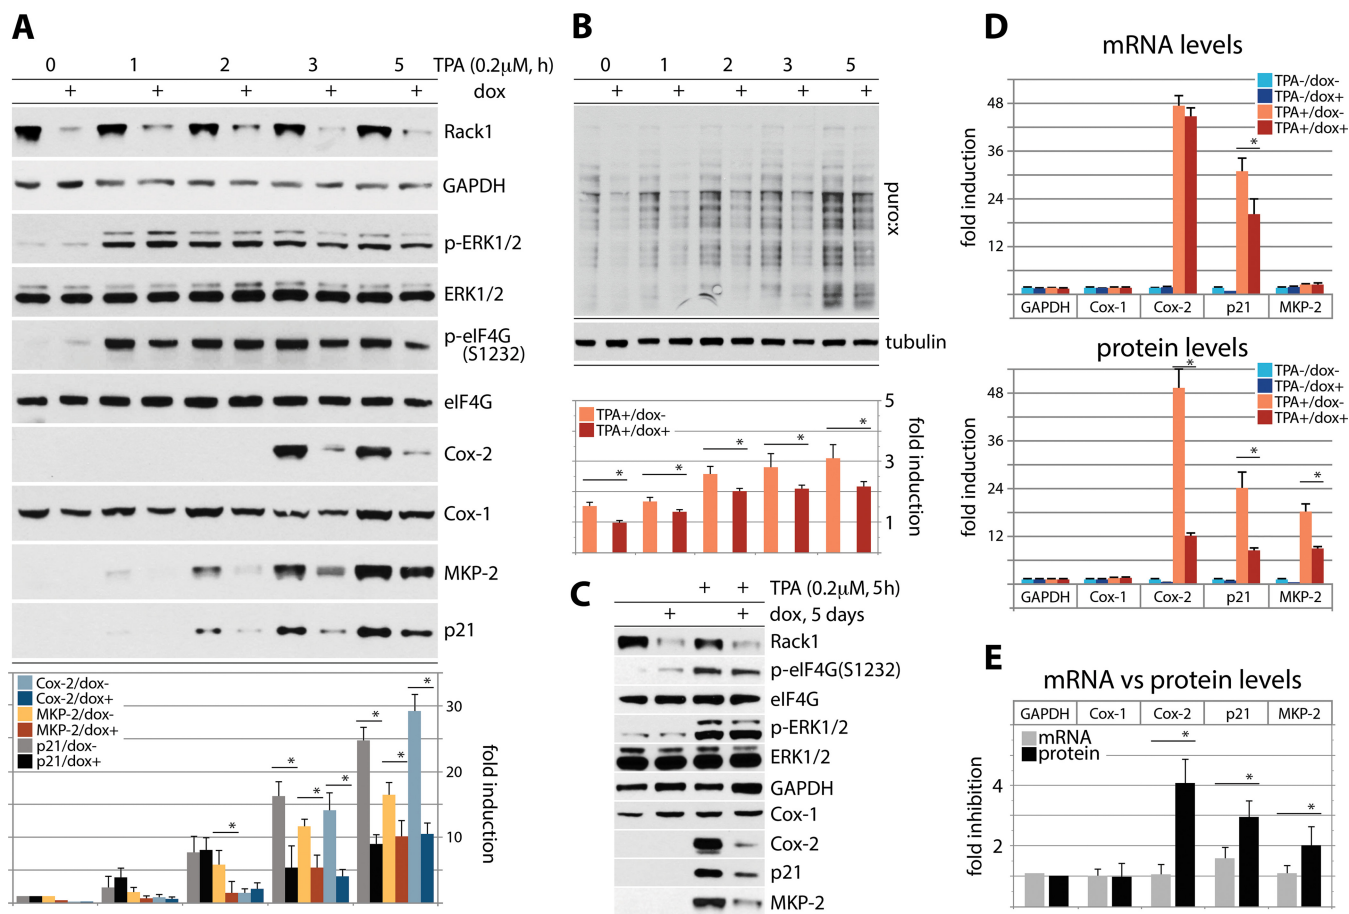 A
0 1 2 3 5 TPA (0.2μM, h)
+ + + + + dox
Rack1
GAPDH
p-ERK1/2
ERK1/2
p-eIF4G
(S1232)
eIF4G
Cox-2
Cox-1
MKP-2
p21
Cox-2/dox-
Cox-2/dox+
MKP-2/dox-
MKP-2/dox+
p21/dox-
p21/dox+
* * * * * * *
30
20
10
fold induction
B
0 1 2 3 5
+ + + + +
purox
tubulin
TPA+/dox-
TPA+/dox+
* * * * *
5
3
1
fold induction
C
+ + TPA (0.2μM, 5h)
+ + dox, 5 days
Rack1
p-eIF4G(S1232)
eIF4G
p-ERK1/2
ERK1/2
GAPDH
Cox-1
Cox-2
p21
MKP-2
D
mRNA levels
TPA-/dox-
TPA-/dox+
TPA+/dox-
TPA+/dox+
*
48
36
24
12
fold induction
GAPDH Cox-1 Cox-2 p21 MKP-2
protein levels
TPA-/dox-
TPA-/dox+
TPA+/dox-
TPA+/dox+
* * *
48
36
24
12
fold induction
GAPDH Cox-1 Cox-2 p21 MKP-2
E
mRNA vs protein levels
GAPDH Cox-1 Cox-2 p21 MKP-2
mRNA
protein
* * *
4
2
fold inhibition